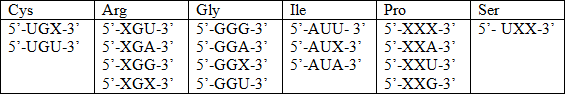 Cys Arg Gly Ile Pro Ser
5’-UGX-3’ 5’-XGU-3’ 5’-GGG-3’ 5’-AUU- 3’ 5’-XXX-3’ 5’- UXX-3’
5’-UGU-3’ 5’-XGA-3’ 5’-GGA-3’ 5’-AUX-3’ 5’-XXA-3’
5’-XGG-3’ 5’-GGX-3’ 5’-AUA-3’ 5’-XXU-3’
5’-XGX-3’ 5’-GGU-3’ 5’-XXG-3’